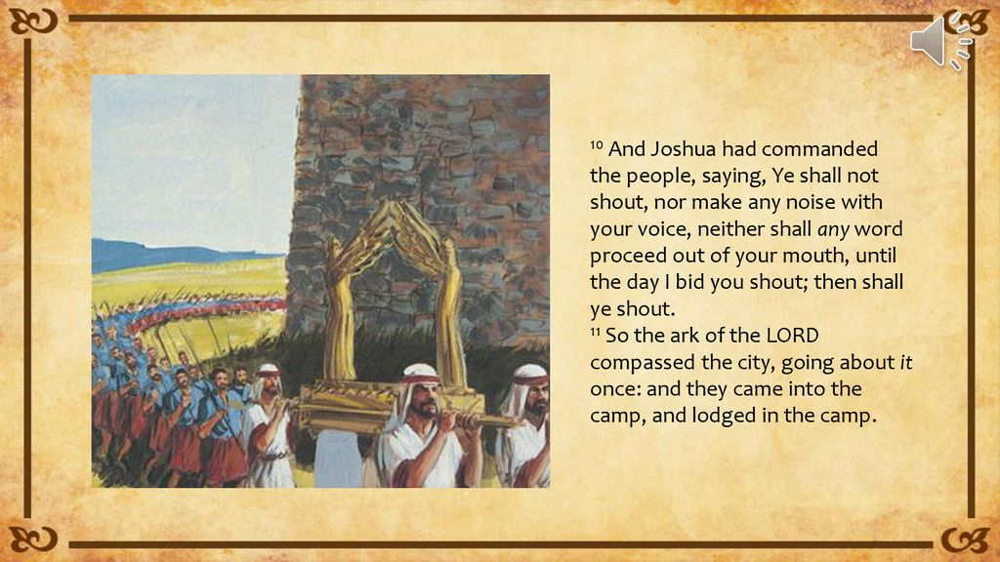 ¹⁰ And Joshua had commanded
the people, saying, Ye shall not
shout, nor make any noise with
your voice, neither shall any word
proceed out of your mouth, until
the day I bid you shout; then shall
ye shout.
¹¹ So the ark of the LORD
compassed the city, going about it
once: and they came into the
camp, and lodged in the camp.